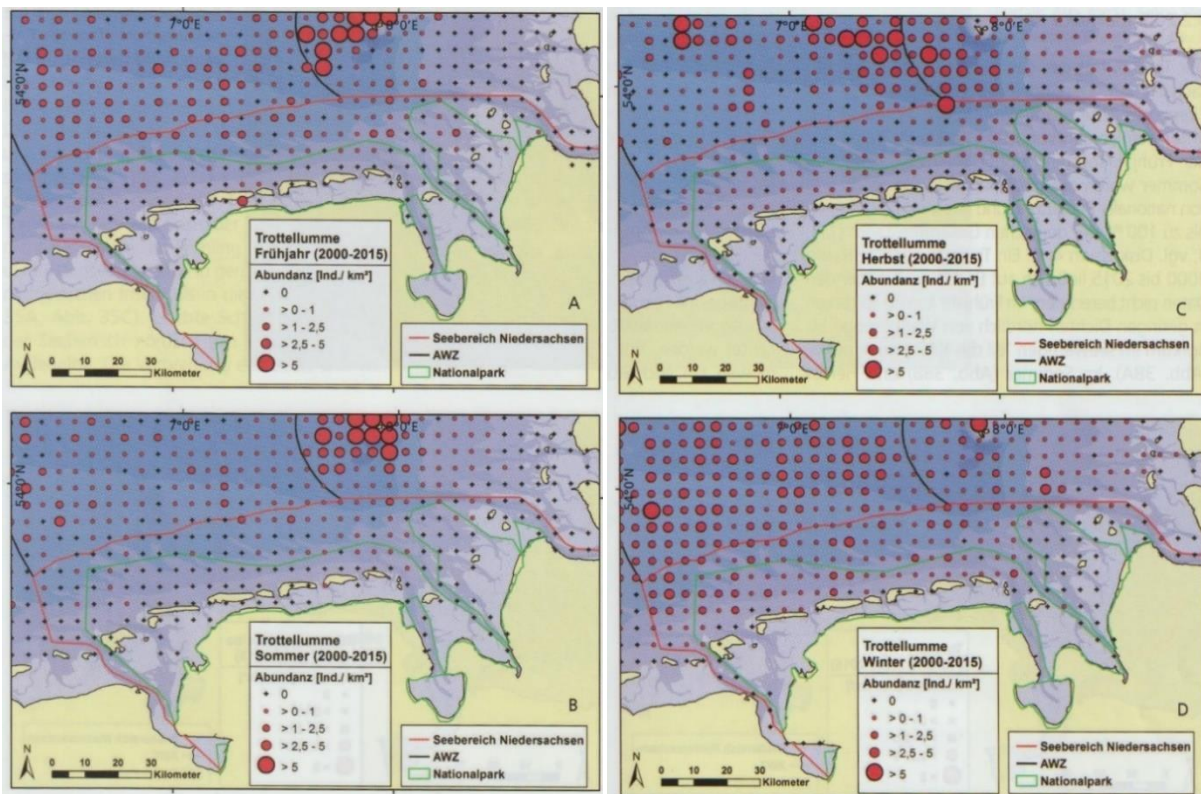 7°0'E
8°0'E
54°0'N
Trottellumme
Frühjahr (2000-2015)
Abundanz [Ind./ km²]
0
> 0 - 1
> 1 - 2,5
> 2,5 - 5
> 5
A
Seebereich Niedersachsen
AWZ
Nationalpark
N
0 10 20 30
Kilometer
7°0'E
8°0'E
54°0'N
Trottellumme
Herbst (2000-2015)
Abundanz [Ind./ km²]
0
> 0 - 1
> 1 - 2,5
> 2,5 - 5
> 5
C
Seebereich Niedersachsen
AWZ
Nationalpark
N
0 10 20 30
Kilometer
7°0'E
8°0'E
54°0'N
Trottellumme
Sommer (2000-2015)
Abundanz [Ind./ km²]
0
> 0 - 1
> 1 - 2,5
> 2,5 - 5
> 5
B
Seebereich Niedersachsen
AWZ
Nationalpark
N
0 10 20 30
Kilometer
7°0'E
8°0'E
54°0'N
Trottellumme
Winter (2000-2015)
Abundanz [Ind./ km²]
0
> 0 - 1
> 1 - 2,5
> 2,5 - 5
> 5
D
Seebereich Niedersachsen
AWZ
Nationalpark
N
0 10 20 30
Kilometer